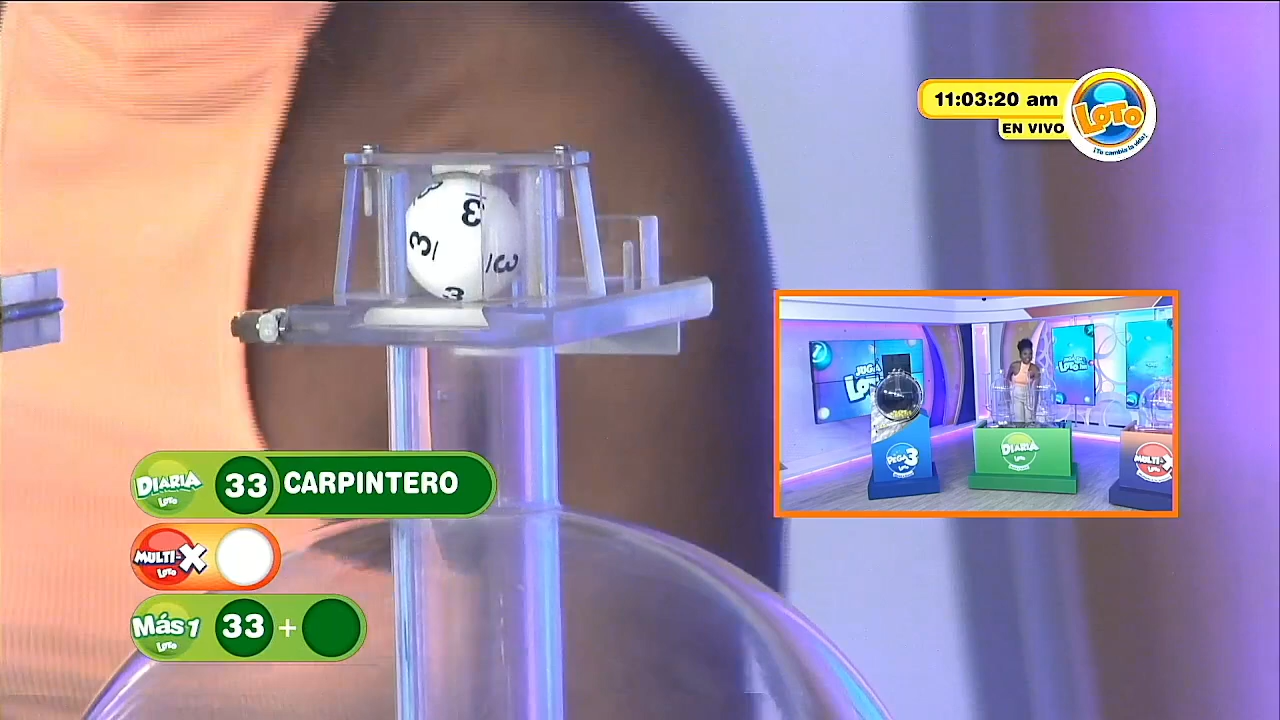 11:03:20 am
EN VIVO
LOTO
¡Te cambia la vida!
3
3
3
3
DIARIA
LOTO
33
CARPINTERO
MULTI-X
LOTO
Más 1
LOTO
33 +
JUGÁ
PEGA 3
LOTO
DIARIA
LOTO
MULTI-X